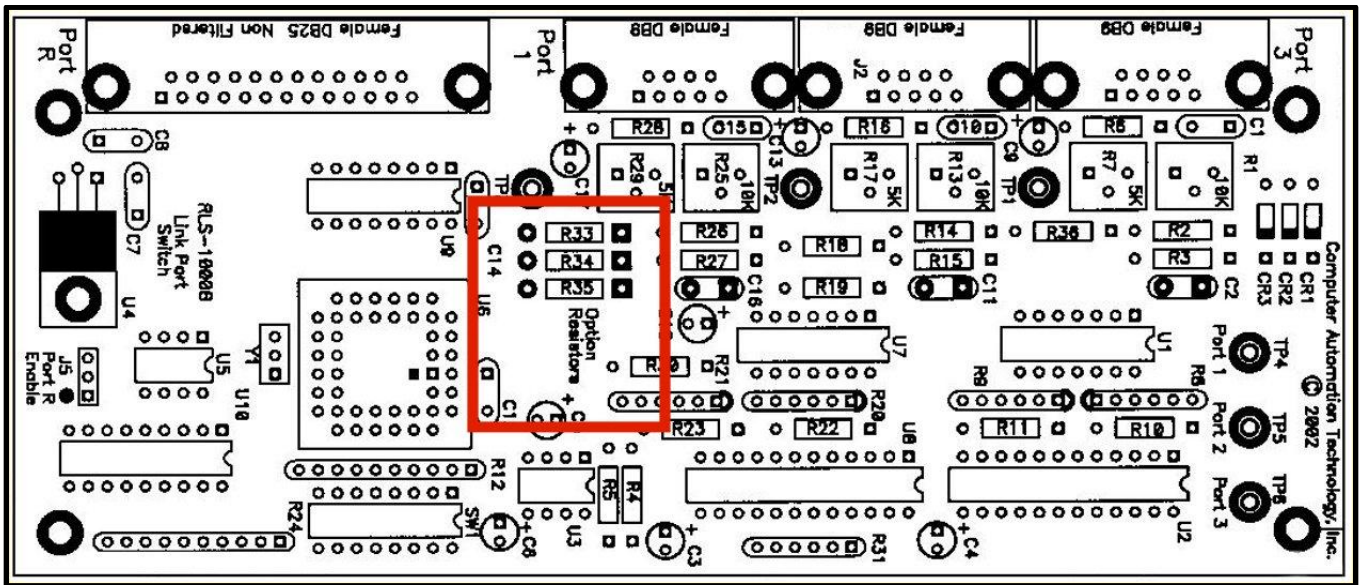 Port R
Female DB25 Non Filtered
Port 1
Female DB9
J2
Female DB9
Female DB9
Port 3
C8
R28
C15
C13
R16
C10
C9
R6
C1
R29
5K
R25
10K
TP2
R17
5K
R13
10K
TP1
R7
5K
10K
R1
C7
RLS-1000B
Link Port
Switch
U9
C14
R33
R34
R35
Option
Resistors
R26
R27
C16
R18
R19
R14
R15
C11
R36
R2
R3
C2
CR3
CR2
CR1
U4
U6
U5
Y1
J5
Port R
Enable
U10
R30
R21
U7
R20
U1
R9
Port 1
TP4
Port 2
TP5
Port 3
TP6
R23
R22
R11
R10
R12
R24
SW1
R5
R4
U3
C3
U8
R31
C4
U2
Computer Automation Technology, Inc.
© 2002